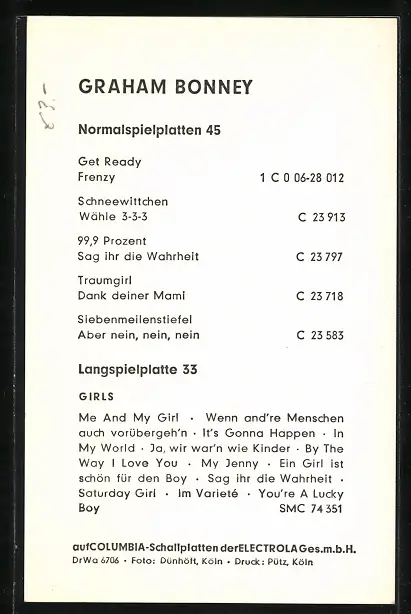 GRAHAM BONNEY
Normalspielplatten 45
Get Ready
Frenzy 1 C 0 06-28 012
Schneewittchen
Wähle 3-3-3 C 23 913
99,9 Prozent
Sag ihr die Wahrheit C 23 797
Traumgirl
Dank deiner Mami C 23 718
Siebenmeilenstiefel
Aber nein, nein, nein C 23 583
Langspielplatte 33
GIRLS
Me And My Girl · Wenn and're Menschen
auch vorübergeh'n · It's Gonna Happen · In
My World · Ja, wir war'n wie Kinder · By The
Way I Love You · My Jenny · Ein Girl ist
schön für den Boy · Sag ihr die Wahrheit ·
Saturday Girl · Im Varieté · You're A Lucky
Boy SMC 74 351
auf COLUMBIA-Schallplatten der ELECTROLA Ges.m.b.H.
DrWa 6706 · Foto: Dünhöft, Köln · Druck: Pütz, Köln